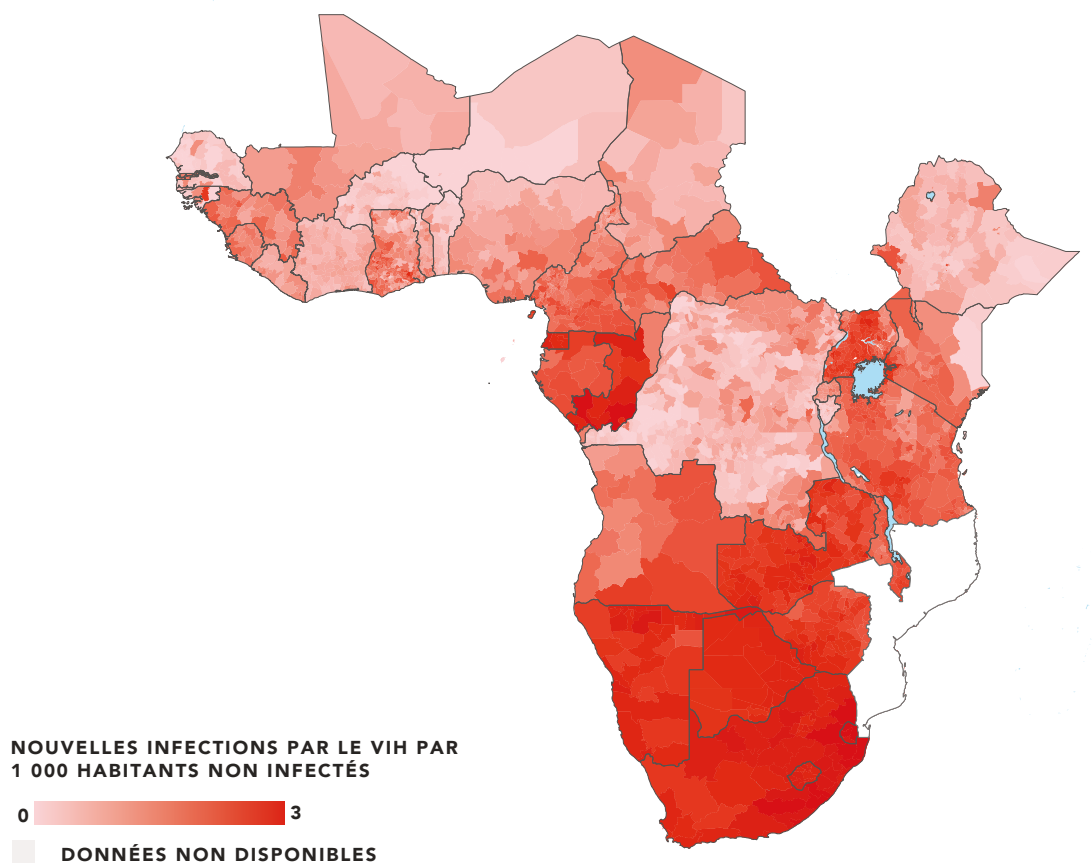 NOUVELLES INFECTIONS PAR LE VIH PAR
1 000 HABITANTS NON INFECTÉS
0 3
DONNÉES NON DISPONIBLES